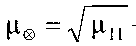 μ⊗ = √μ11